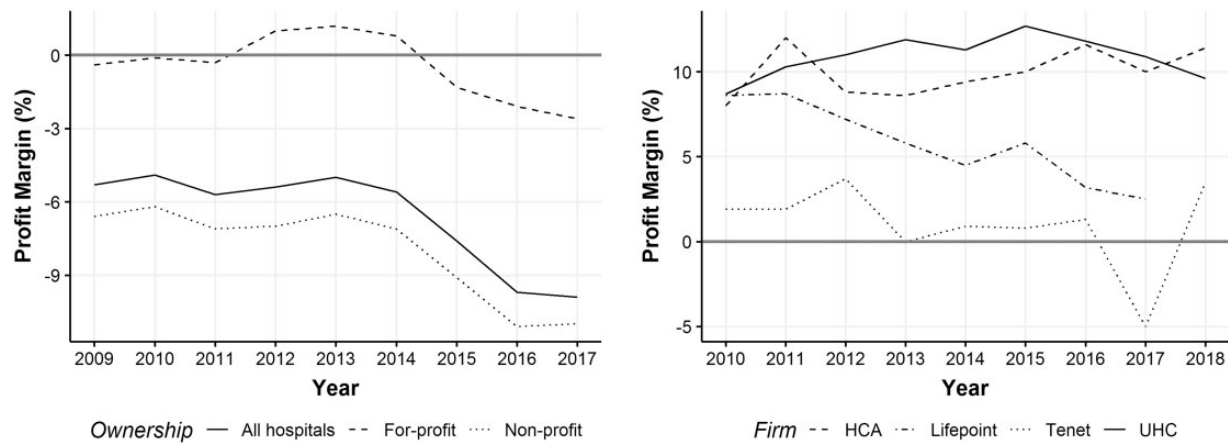 Profit Margin (%)
0
-3
-6
-9
2009 2010 2011 2012 2013 2014 2015 2016 2017
Year
Ownership All hospitals For-profit Non-profit
Profit Margin (%)
10
5
0
-5
2010 2011 2012 2013 2014 2015 2016 2017 2018
Year
Firm HCA Lifepoint Tenet UHC